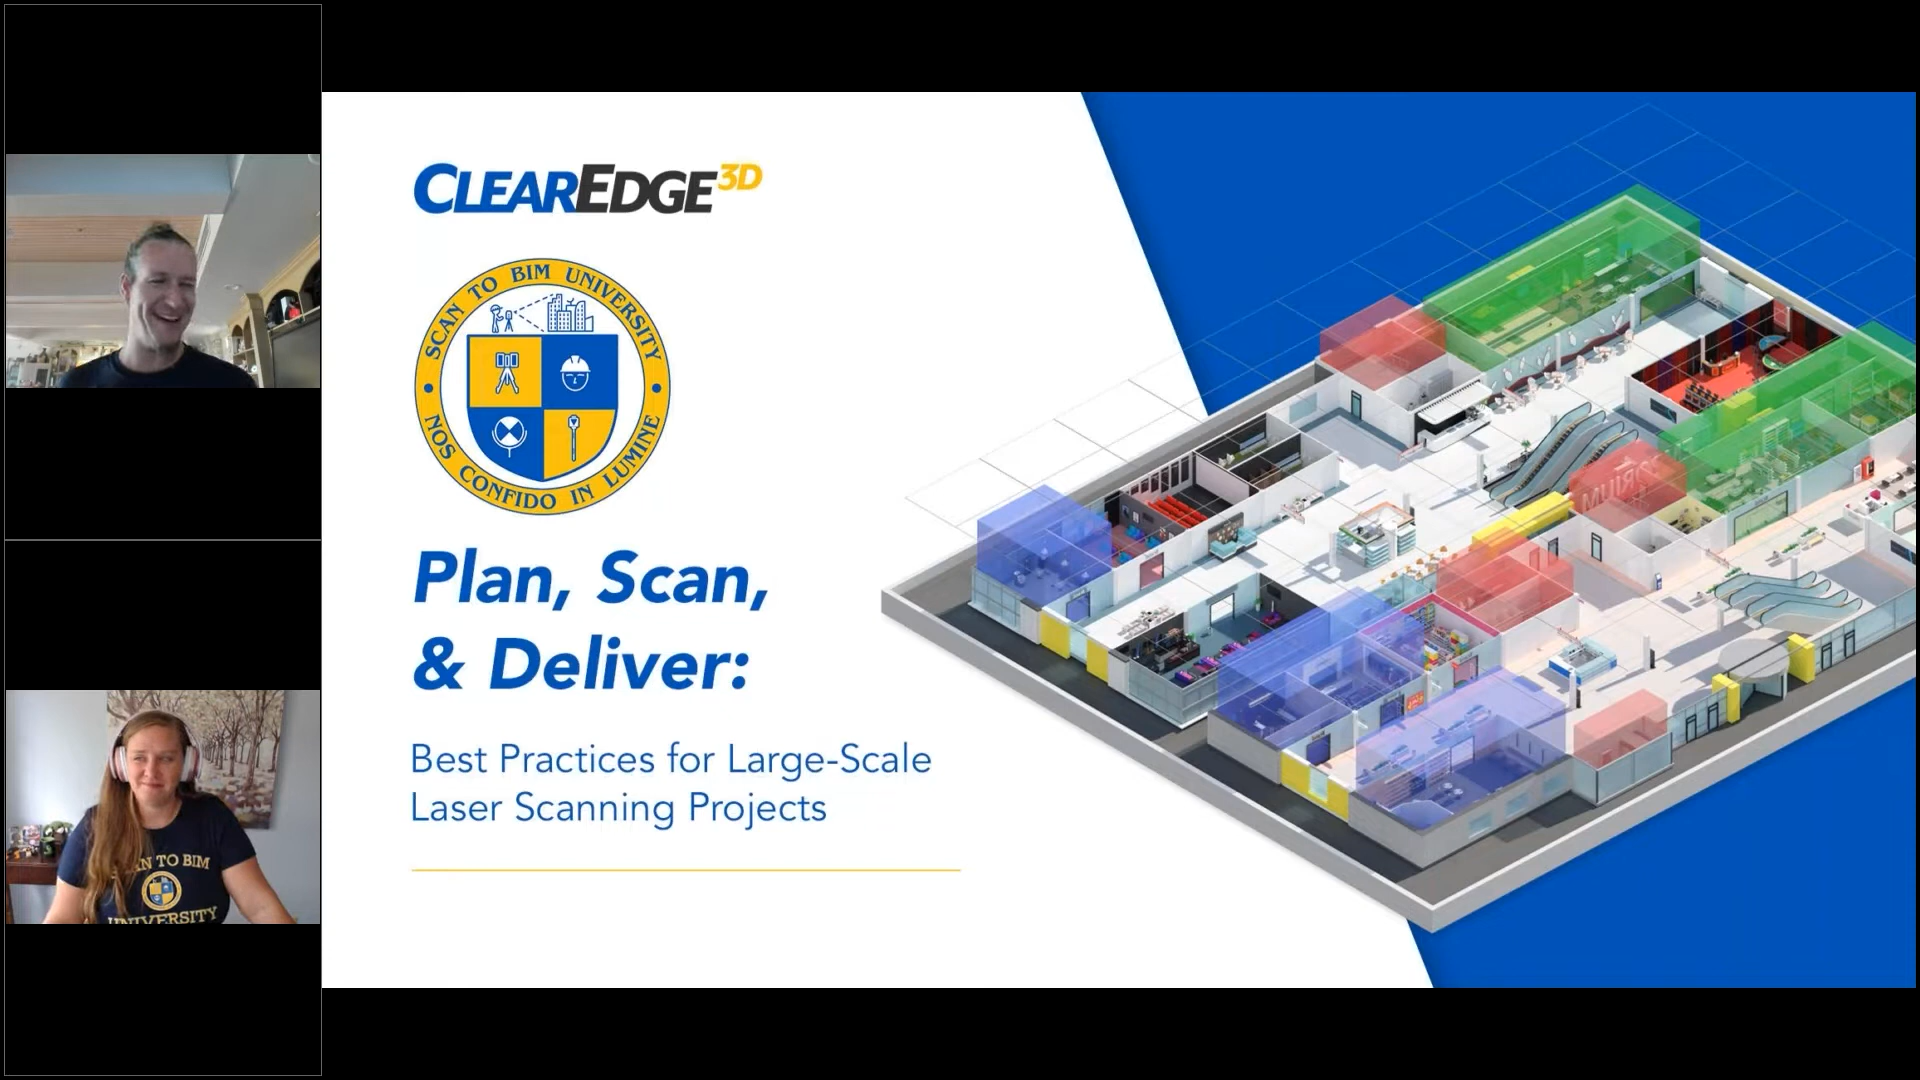 CLEAREDGE3D
SCAN TO BIM UNIVERSITY
NOS CONFIDO IN LUMINE
Plan, Scan,
& Deliver:
Best Practices for Large-Scale
Laser Scanning Projects
TO BIM
UNIVERSITY